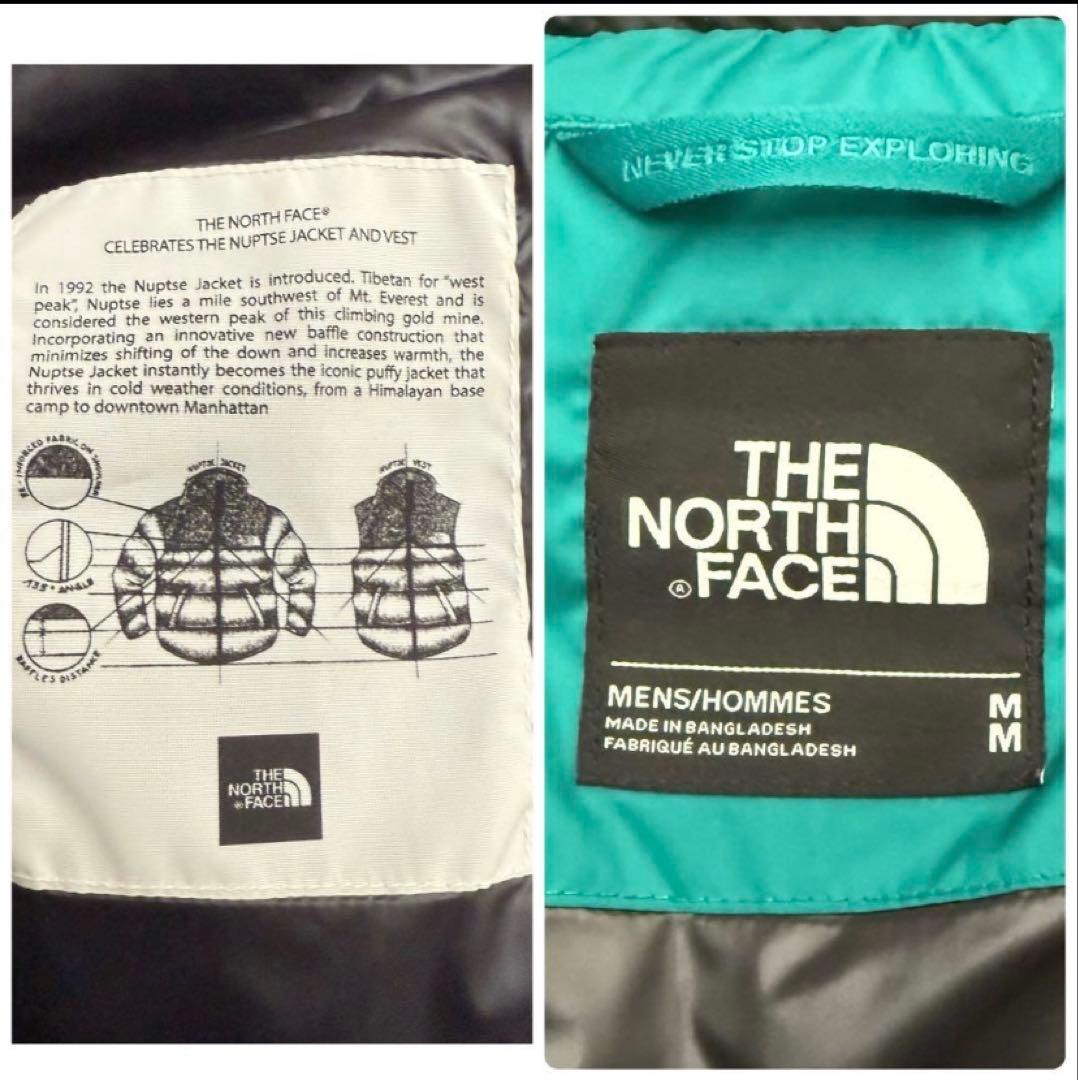 THE NORTH FACE®
CELEBRATES THE NUPTSE JACKET AND VEST
In 1992 the Nuptse Jacket is introduced. Tibetan for "west
peak", Nuptse lies a mile southwest of Mt. Everest and is
considered the western peak of this climbing gold mine.
Incorporating an innovative new baffle construction that
minimizes shifting of the down and increases warmth, the
Nuptse Jacket instantly becomes the iconic puffy jacket that
thrives in cold weather conditions, from a Himalayan base
camp to downtown Manhattan
NUPTSE JACKET
NUPTSE VEST
135° ANGLE
BAFFLES DISTANCE
THE
NORTH
FACE
NEVER STOP EXPLORING
THE
NORTH
FACE
MENS/HOMMES M
MADE IN BANGLADESH M
FABRIQUÉ AU BANGLADESH